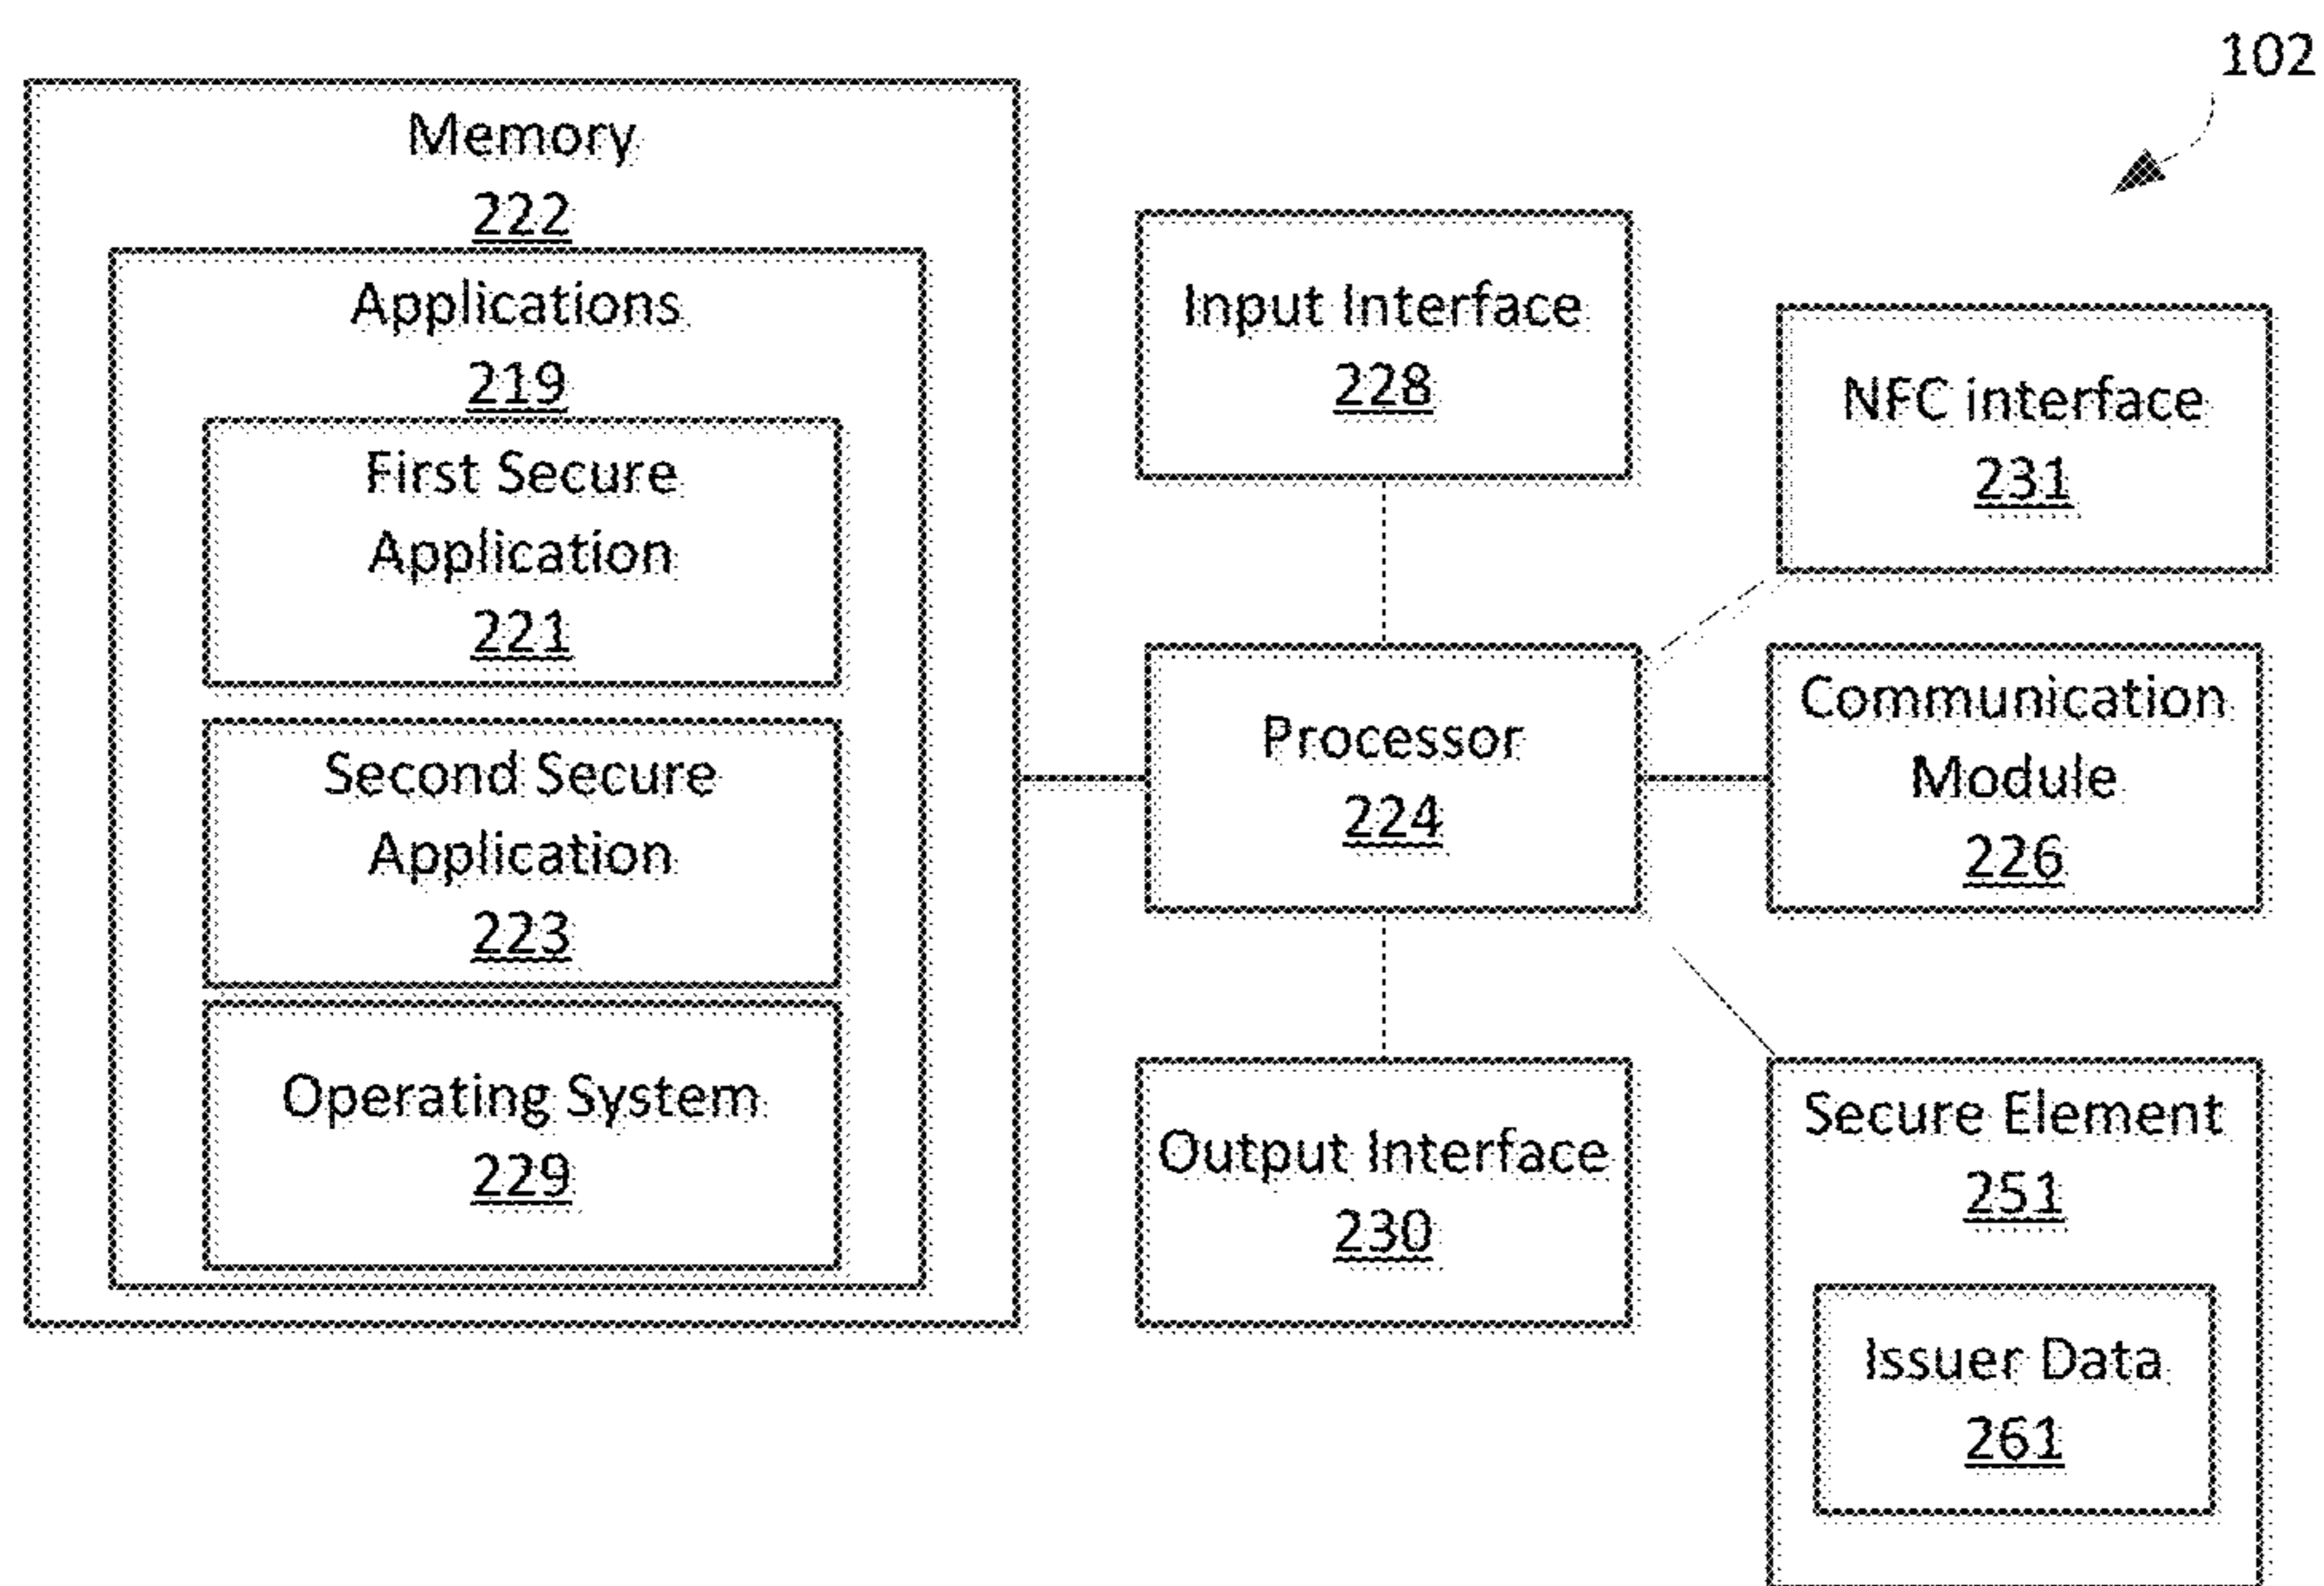 102
Memory
222
Applications
219
First Secure
Application
221
Second Secure
Application
223
Operating System
229
Input Interface
228
Processor
224
Output Interface
230
NFC interface
231
Communication
Module
226
Secure Element
251
Issuer Data
261